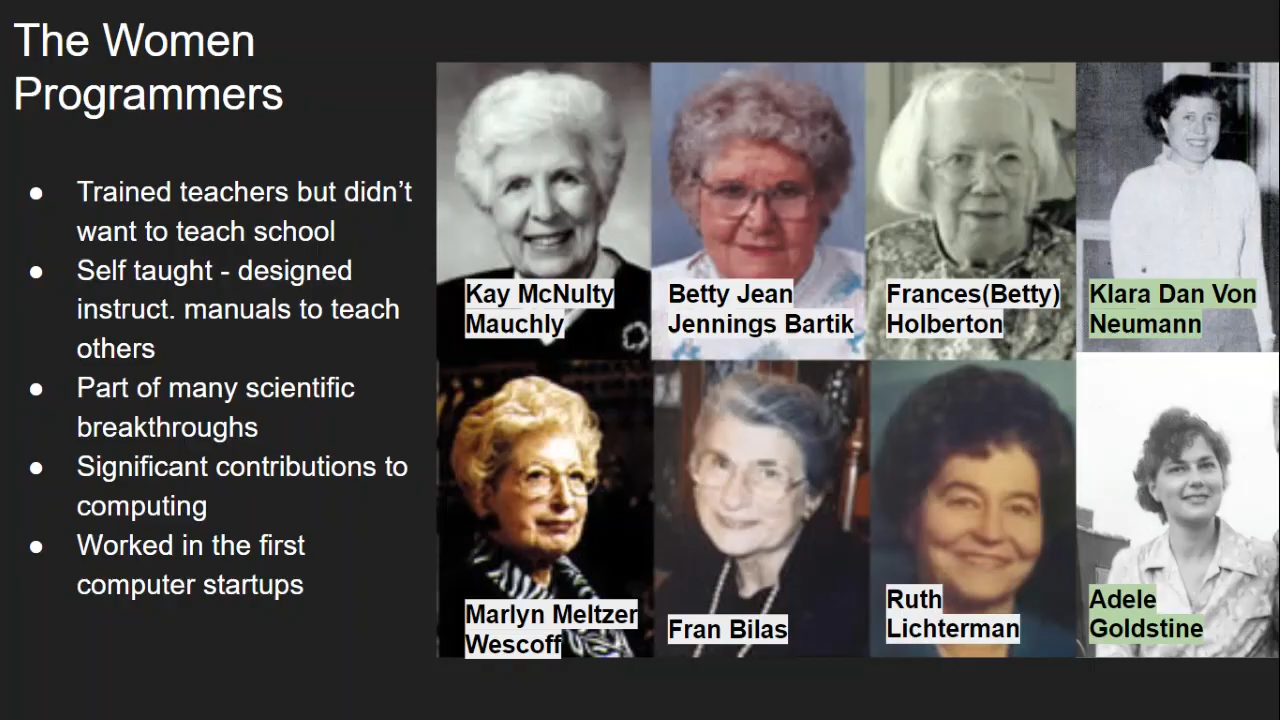 The Women
Programmers
● Trained teachers but didn’t
want to teach school
● Self taught - designed
instruct. manuals to teach
others
● Part of many scientific
breakthroughs
● Significant contributions to
computing
● Worked in the first
computer startups
Kay McNulty
Mauchly
Betty Jean
Jennings Bartik
Frances(Betty)
Holberton
Klara Dan Von
Neumann
Marlyn Meltzer
Wescoff
Fran Bilas
Ruth
Lichterman
Adele
Goldstine